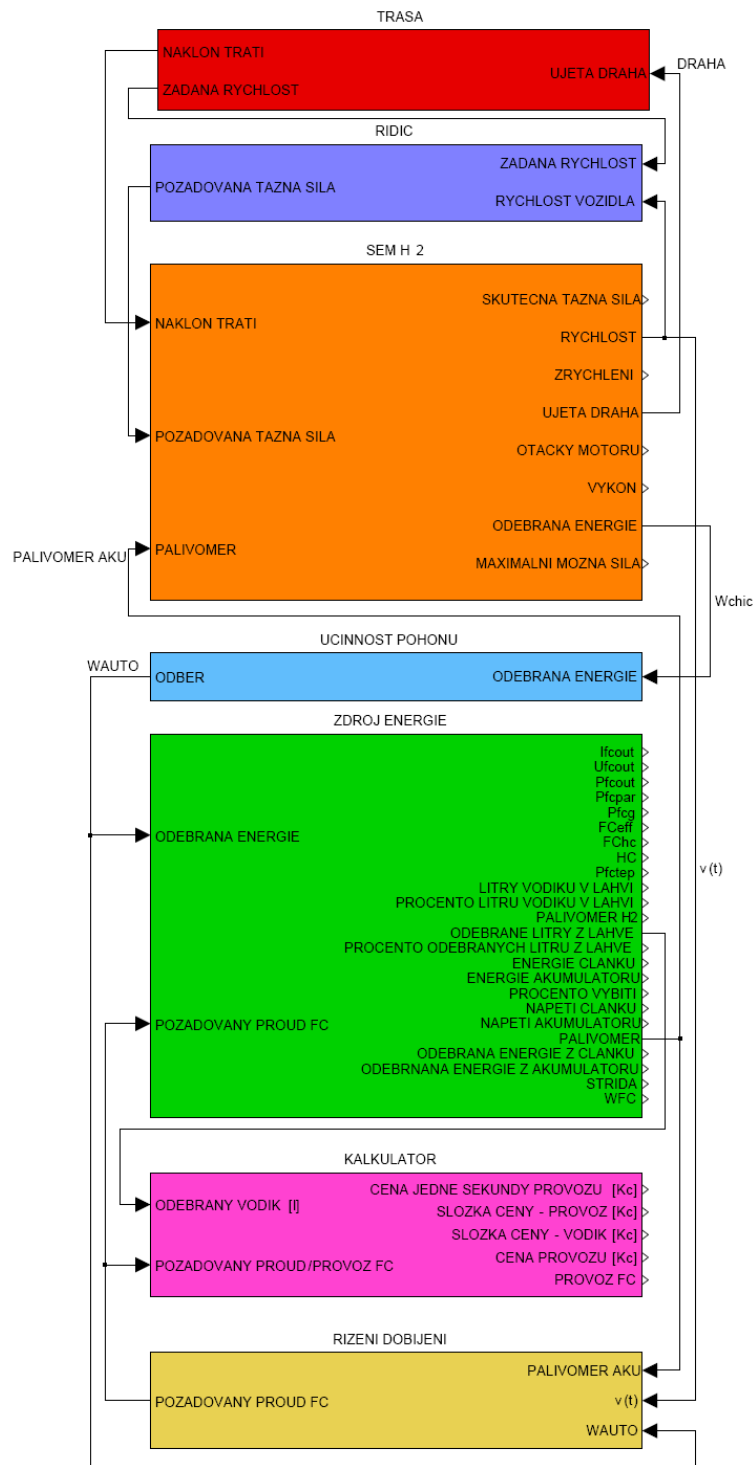 TRASA
NAKLON TRATI
UJETA DRAHA
DRAHA
ZADANA RYCHLOST
RIDIC
ZADANA RYCHLOST
POZADOVANA TAZNA SILA
RYCHLOST VOZIDLA
SEM H 2
SKUTECNA TAZNA SILA
NAKLON TRATI
RYCHLOST
ZRYCHLENI
UJETA DRAHA
POZADOVANA TAZNA SILA
OTACKY MOTORU
VYKON
ODEBRANA ENERGIE
PALIVOMER AKU
PALIVOMER
MAXIMALNI MOZNA SILA
Wchic
UCINNOST POHONU
WAUTO
ODBER
ODEBRANA ENERGIE
ZDROJ ENERGIE
Ifcout
Ufcout
Pfcout
Pfcpar
Pfcg
FCeff
ODEBRANA ENERGIE
FChc
HC
Pfctep
v(t)
LITRY VODIKU V LAHVI
PROCENTO LITRU VODIKU V LAHVI
PALIVOMER H2
ODEBRANE LITRY Z LAHVE
PROCENTO ODEBRANYCH LITRU Z LAHVE
ENERGIE CLANKU
ENERGIE AKUMULATORU
PROCENTO VYBITI
NAPETI CLANKU
POZADOVANY PROUD FC
NAPETI AKUMULATORU
PALIVOMER
ODEBRANA ENERGIE Z CLANKU
ODEBRNANA ENERGIE Z AKUMULATORU
STRIDA
WFC
KALKULATOR
CENA JEDNE SEKUNDY PROVOZU [Kc]
ODEBRANY VODIK [l]
SLOZKA CENY - PROVOZ [Kc]
SLOZKA CENY - VODIK [Kc]
CENA PROVOZU [Kc]
POZADOVANY PROUD/PROVOZ FC
PROVOZ FC
RIZENI DOBIJENI
PALIVOMER AKU
POZADOVANY PROUD FC
v(t)
WAUTO